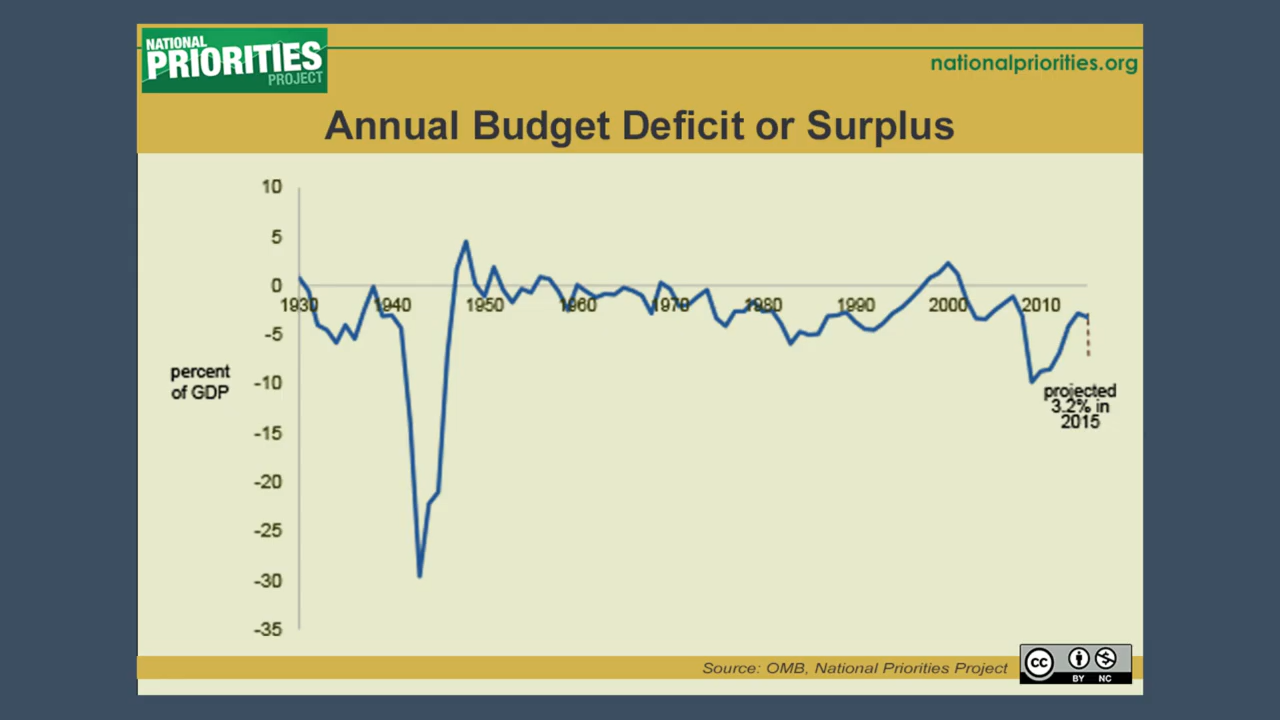 NATIONAL
PRIORITIES
PROJECT
nationalpriorities.org
Annual Budget Deficit or Surplus
10
5
0
1930 1940 1950 1960 1970 1980 1990 2000 2010
-5
percent
of GDP
-10
projected
3.2% in
2015
-15
-20
-25
-30
-35
Source: OMB, National Priorities Project
cc
BY NC